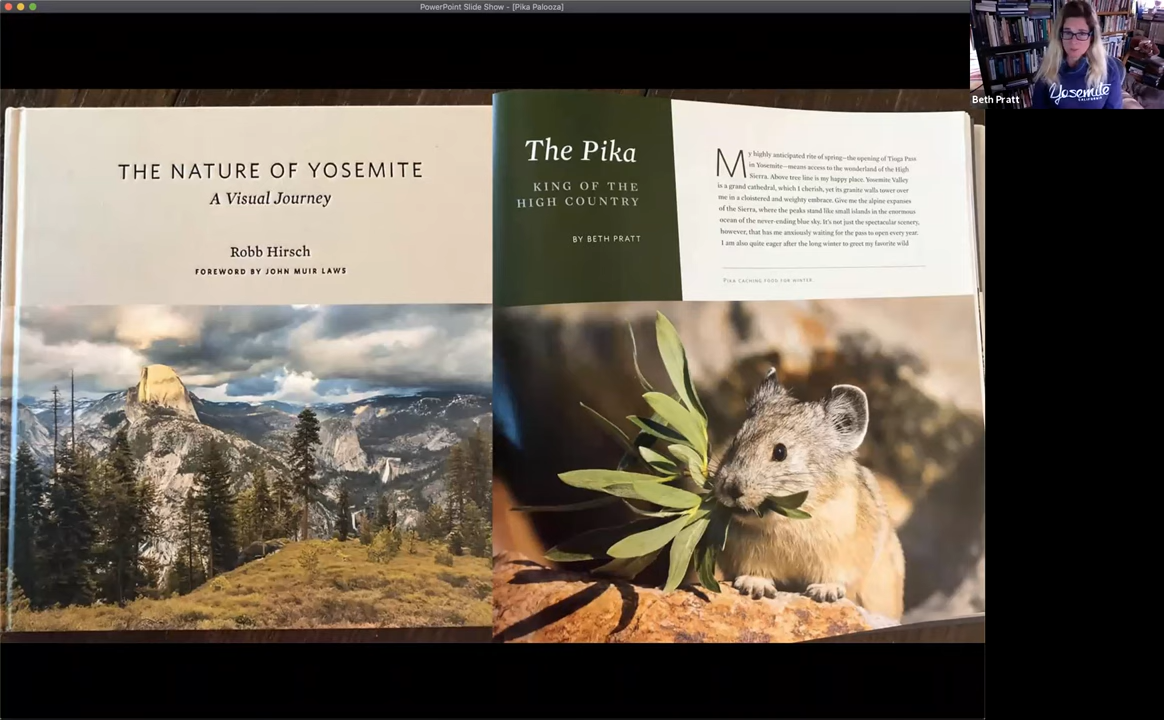 PowerPoint Slide Show - [Pika Palooza]
Beth Pratt
Yosemite
CALIFORNIA
THE NATURE OF YOSEMITE
A Visual Journey
Robb Hirsch
FOREWORD BY JOHN MUIR LAWS
The Pika
KING OF THE
HIGH COUNTRY
BY BETH PRATT
My highly anticipated rite of spring—the opening of Tioga Pass
in Yosemite—means access to the wonderland of the High
Sierra. Above tree line is my happy place. Yosemite Valley
is a grand cathedral, which I cherish, yet its granite walls tower over
me in a cloistered and weighty embrace. Give me the alpine expanses
of the Sierra, where the peaks stand like small islands in the enormous
ocean of the never-ending blue sky. It's not just the spectacular scenery,
however, that has me anxiously waiting for the pass to open every year.
I am also quite eager after the long winter to greet my favorite wild
PIKA CACHING FOOD FOR WINTER